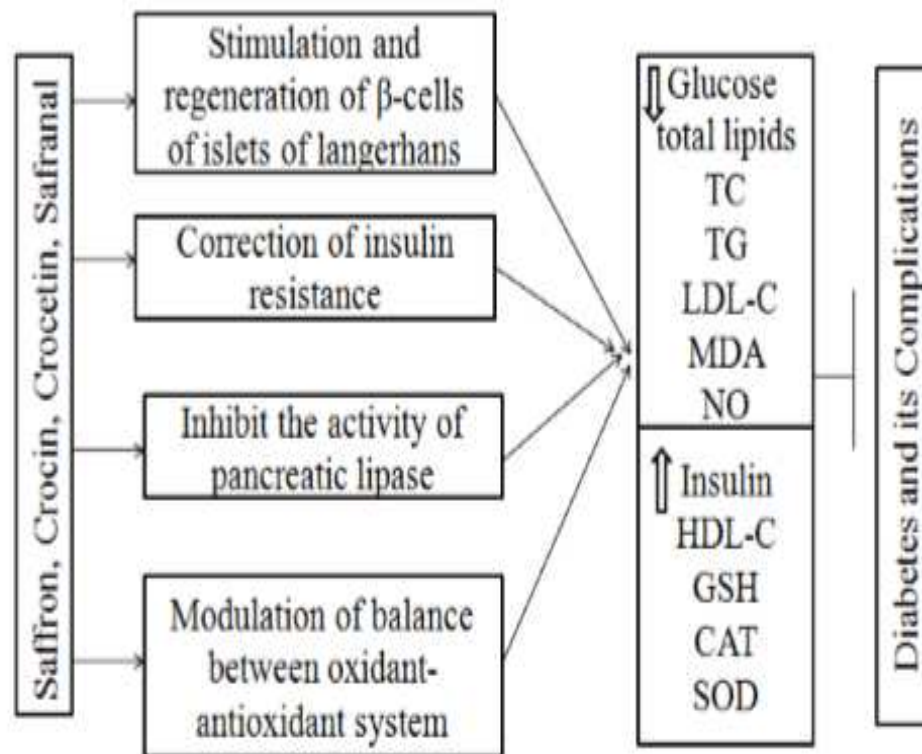 Saffron, Crocin, Crocetin, Safranal
Stimulation and
regeneration of β-cells
of islets of langerhans
Correction of insulin
resistance
Inhibit the activity of
pancreatic lipase
Modulation of balance
between oxidant-
antioxidant system
⇩ Glucose
total lipids
TC
TG
LDL-C
MDA
NO
⇧ Insulin
HDL-C
GSH
CAT
SOD
Diabetes and its Complications